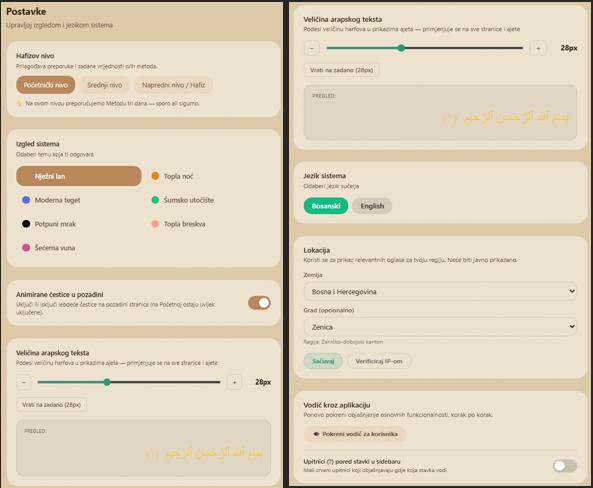 Postavke
Upravljaj izgledom i jezikom sistema
Hafizov nivo
Prilagođava preporuke i zadane vrijednosti svih metoda.
Početnički nivo
Srednji nivo
Napredni nivo / Hafiz
Na ovom nivou preporučujemo Metodu tri dana — sporo ali sigurno.
Izgled sistema
Odaberi temu koja ti odgovara
Nježni lan
Topla noć
Moderna teget
Šumsko utočište
Potpuni mrak
Topla breskva
Šećerna vuna
Animirane čestice u pozadini
Uključi ili isključi lebdeće čestice na pozadini stranica (na Početnoj ostaju uvijek
uključene).
Veličina arapskog teksta
Podesi veličinu harfova u prikazima ajeta — primjenjuje se na sve stranice i ajete
−
+
28px
Vrati na zadano (28px)
PREGLED:
بِسْمِ ٱللَّهِ ٱلرَّحْمَـٰنِ ٱلرَّحِيمِ ﴿١﴾
Veličina arapskog teksta
Podesi veličinu harfova u prikazima ajeta — primjenjuje se na sve stranice i ajete
−
+
28px
Vrati na zadano (28px)
PREGLED:
بِسْمِ ٱللَّهِ ٱلرَّحْمَـٰنِ ٱلرَّحِيمِ ﴿١﴾
Jezik sistema
Odaberi jezik sučelja
Bosanski
English
Lokacija
Koristi se za prikaz relevantnih oglasa za tvoju regiju. Neće biti javno prikazano.
Zemlja
Bosna i Hercegovina
Grad (opcionalno)
Zenica
Regija: Zeničko-dobojski kanton
Sačuvaj
Verificiraj IP-om
Vodič kroz aplikaciju
Ponovo pokreni objašnjenje osnovnih funkcionalnosti, korak po korak.
Pokreni vodič za korisnika
Upitnici (?) pored stavki u sidebaru
Mali crveni upitnici koji objašnjavaju gdje koja stavka vodi.